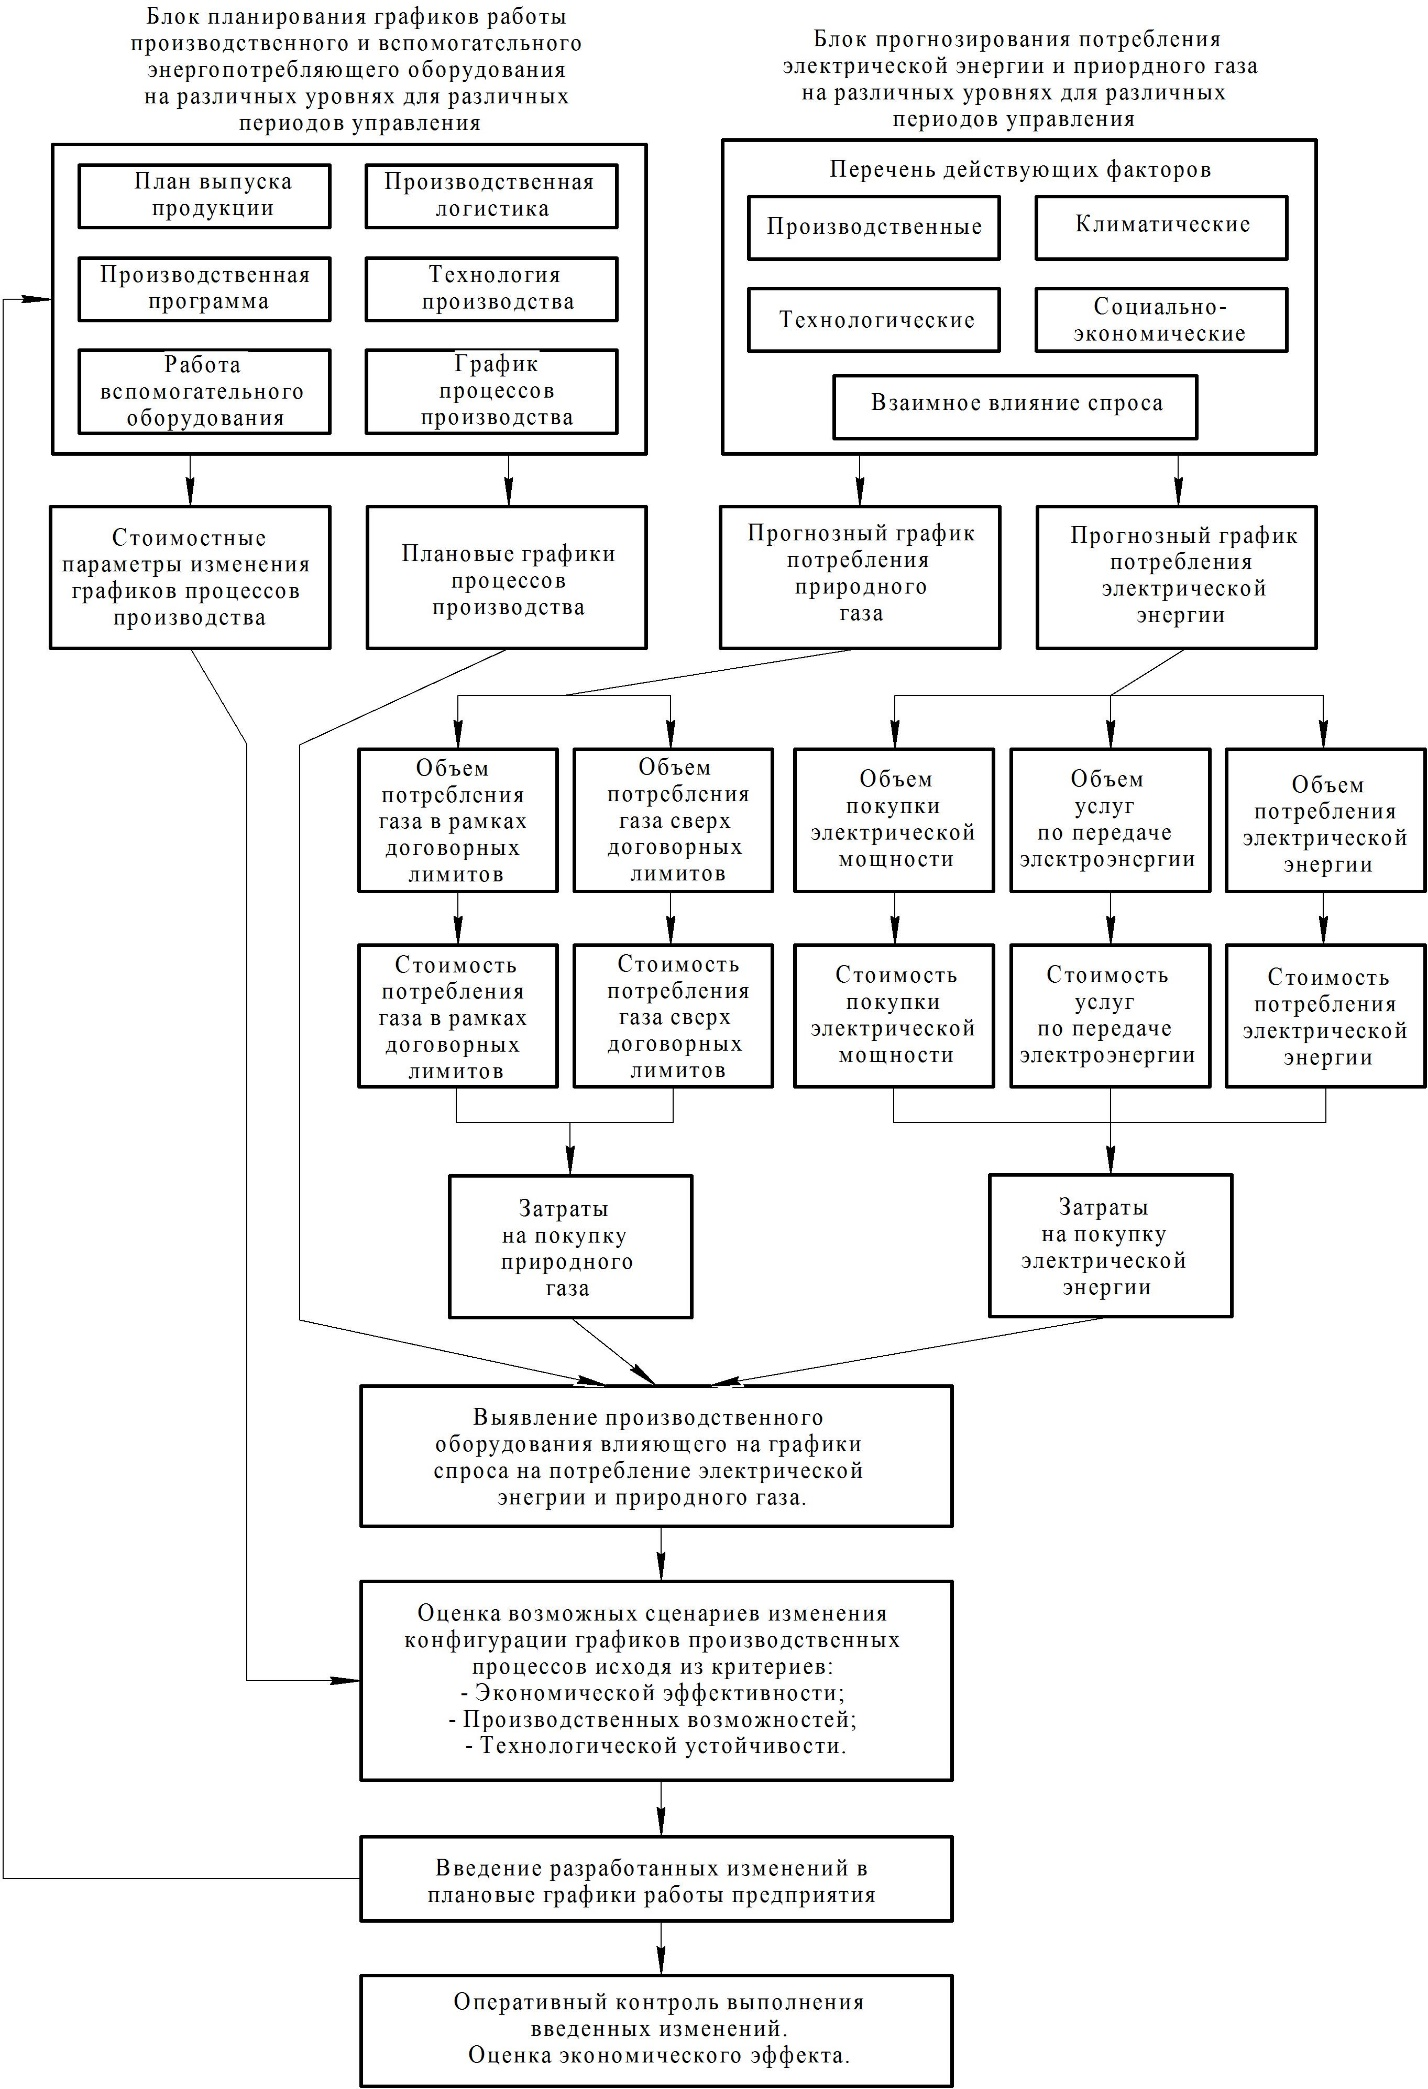 Блок планирования графиков работы
производственного и вспомогательного
энергопотребляющего оборудования
на различных уровнях для различных
периодов управления
Блок прогнозирования потребления
электрической энергии и приордного газа
на различных уровнях для различных
периодов управления
План выпуска
продукции
Производственная
логистика
Производственная
программа
Технология
производства
Работа
вспомогательного
оборудования
График
процессов
производства
Перечень действующих факторов
Производственные
Климатические
Технологические
Социально-
экономические
Взаимное влияние спроса
Стоимостные
параметры изменения
графиков процессов
производства
Плановые графики
процессов
производства
Прогнозный график
потребления
природного
газа
Прогнозный график
потребления
электрической
энергии
Объем
потребления
газа в рамках
договорных
лимитов
Объем
потребления
газа сверх
договорных
лимитов
Объем
покупки
электрической
мощности
Объем
услуг
по передаче
электроэнергии
Объем
потребления
электрической
энергии
Стоимость
потребления
газа в рамках
договорных
лимитов
Стоимость
потребления
газа сверх
договорных
лимитов
Стоимость
покупки
электрической
мощности
Стоимость
услуг
по передаче
электроэнергии
Стоимость
потребления
электрической
энергии
Затраты
на покупку
природного
газа
Затраты
на покупку
электрической
энергии
Выявление производственного
оборудования влияющего на графики
спроса на потребление электрической
энегрии и природного газа.
Оценка возможных сценариев изменения
конфигурации графиков производствтнных
процессов исходя из критериев:
- Экономической эффективности;
- Производственных возможностей;
- Технологической устойчивости.
Введение разработанных изменений в
плановые графики работы предприятия
Оперативный контроль выполнения
введенных изменений.
Оценка экономического эффекта.